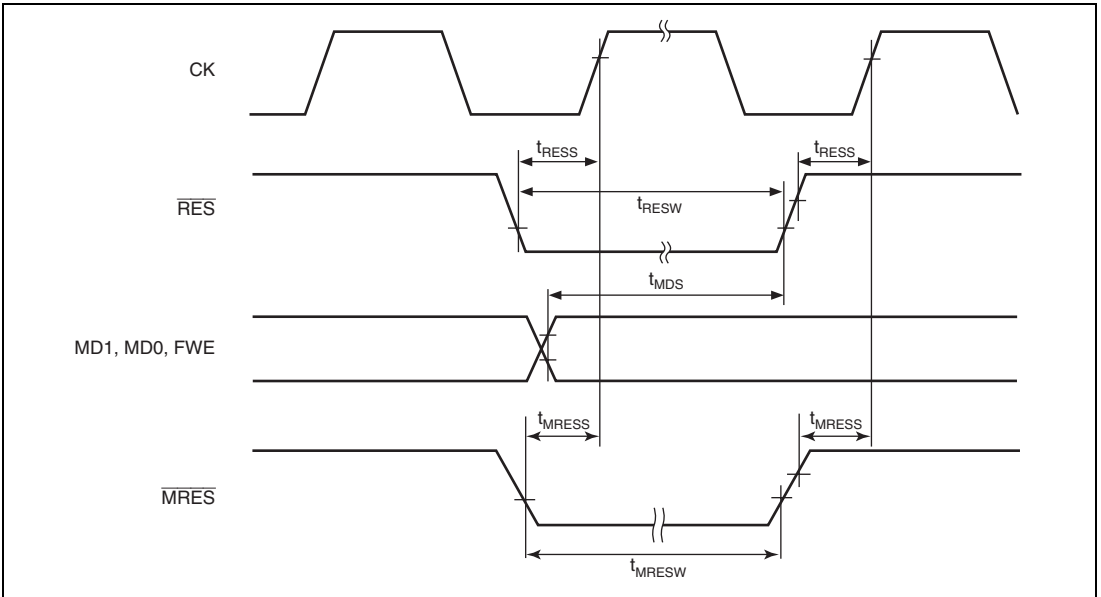 CK
tRESS
tRESS
RES
tRESW
tMDS
MD1, MD0, FWE
tMRESS
tMRESS
MRES
tMRESW